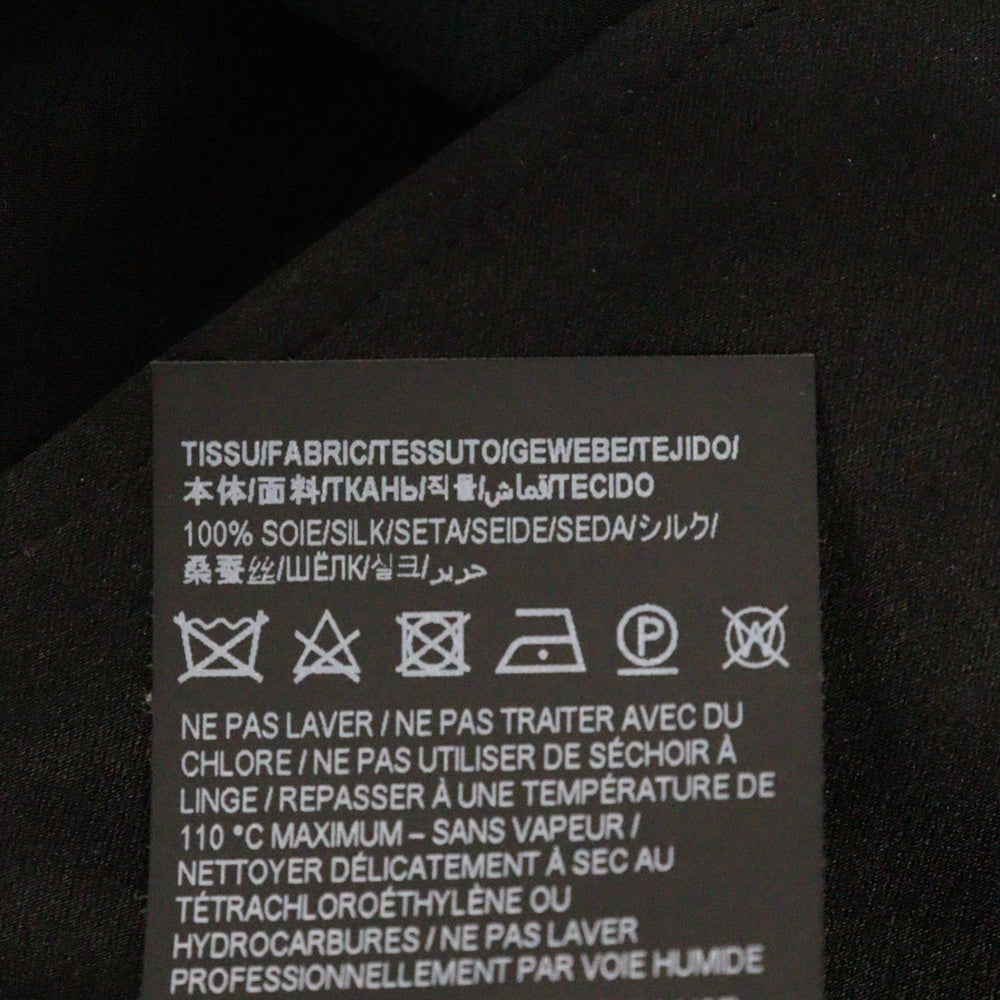 TISSU/FABRIC/TESSUTO/GEWEBE/TEJIDO/
本体/面料/ТКАНЬ/직물/قماش/TECIDO
100% SOIE/SILK/SETA/SEIDE/SEDA/シルク/
桑蚕丝/ШЁЛК/실크/حرير
P W
NE PAS LAVER / NE PAS TRAITER AVEC DU
CHLORE / NE PAS UTILISER DE SÉCHOIR À
LINGE / REPASSER À UNE TEMPÉRATURE DE
110 °C MAXIMUM – SANS VAPEUR /
NETTOYER DÉLICATEMENT À SEC AU
TÉTRACHLOROÉTHYLÈNE OU
HYDROCARBURES / NE PAS LAVER
PROFESSIONNELLEMENT PAR VOIE HUMIDE